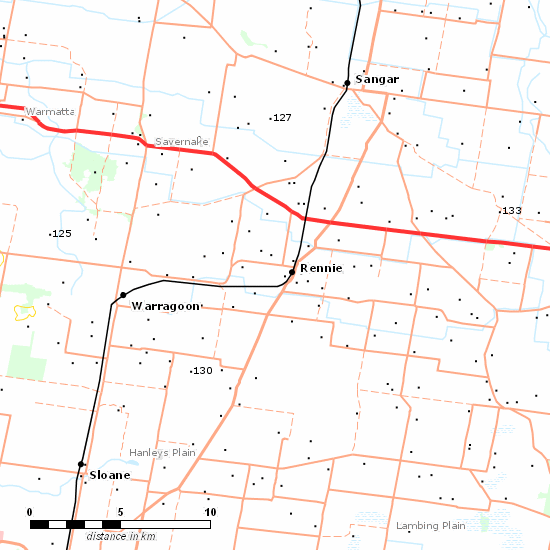 Sangar
Warmatta
127
Savernake
133
125
Rennie
Warragoon
130
Hanleys Plain
Sloane
0 5 10
distance in km
Lambing Plain